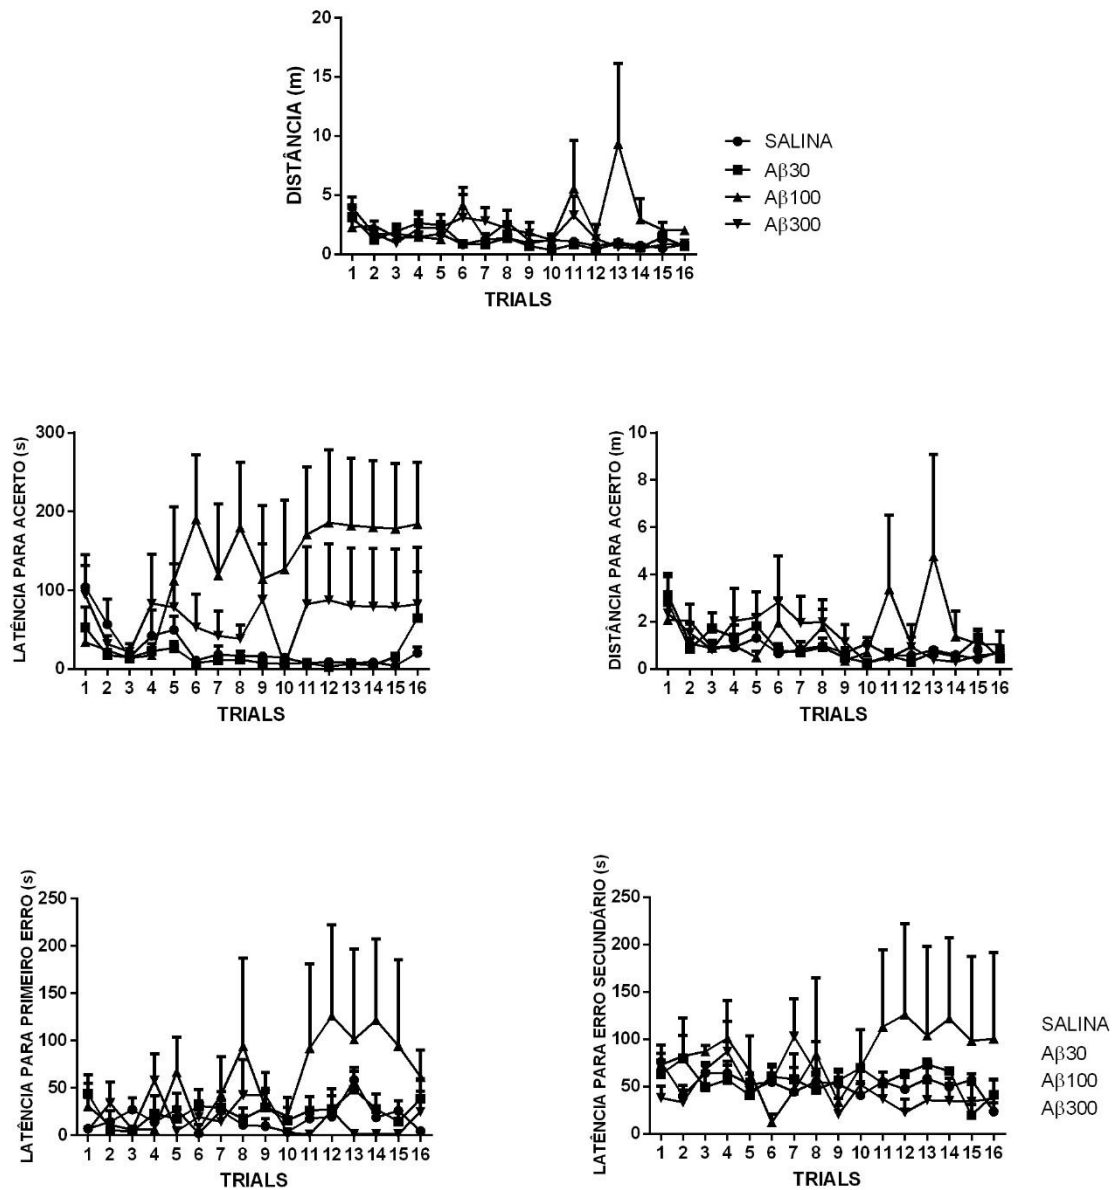 20
15
10
5
0
DISTÂNCIA (m)
1 2 3 4 5 6 7 8 9 10 11 12 13 14 15 16
TRIALS
SALINA
Aβ30
Aβ100
Aβ300
300
200
100
0
LATÊNCIA PARA ACERTO (s)
1 2 3 4 5 6 7 8 9 10 11 12 13 14 15 16
TRIALS
10
8
6
4
2
0
DISTÂNCIA PARA ACERTO (m)
1 2 3 4 5 6 7 8 9 10 11 12 13 14 15 16
TRIALS
250
200
150
100
50
0
LATÊNCIA PARA PRIMEIRO ERRO (s)
1 2 3 4 5 6 7 8 9 10 11 12 13 14 15 16
TRIALS
250
200
150
100
50
0
LATÊNCIA PARA ERRO SECUNDÁRIO (s)
1 2 3 4 5 6 7 8 9 10 11 12 13 14 15 16
TRIALS
SALINA
Aβ30
Aβ100
Aβ300